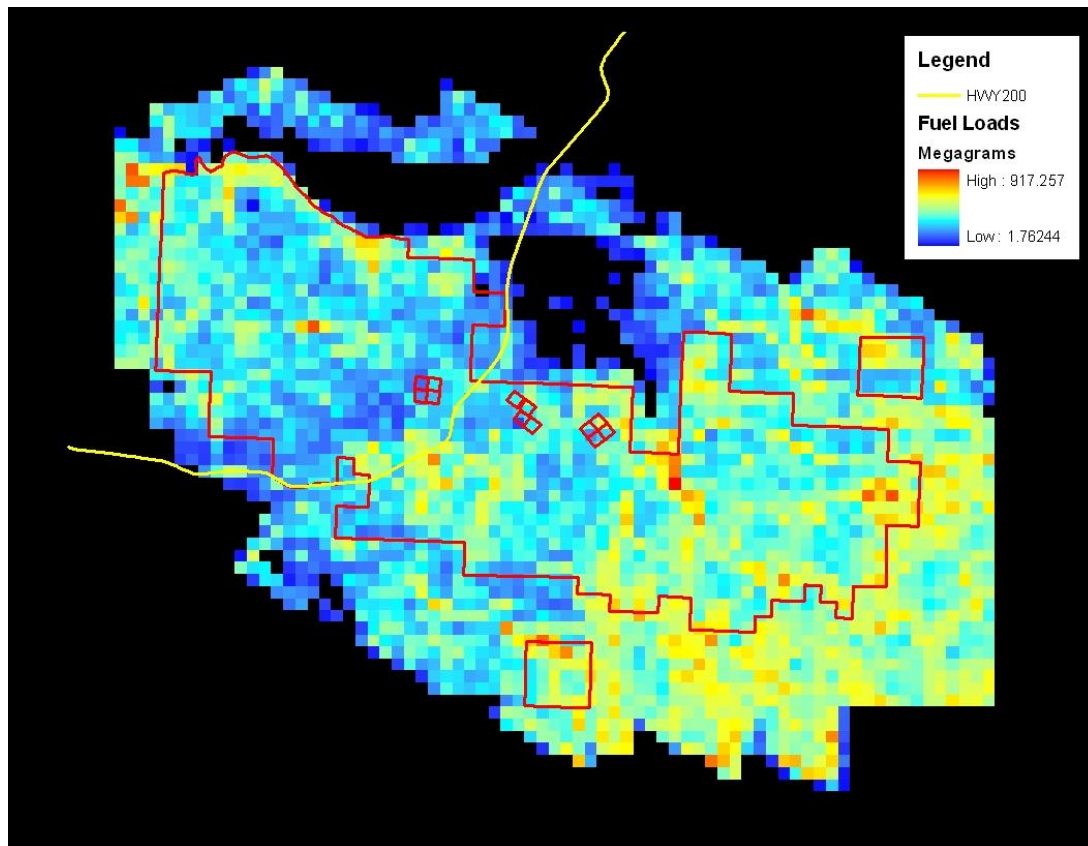 Legend
HWY200
Fuel Loads
Megagrams
High : 917.257
Low : 1.76244